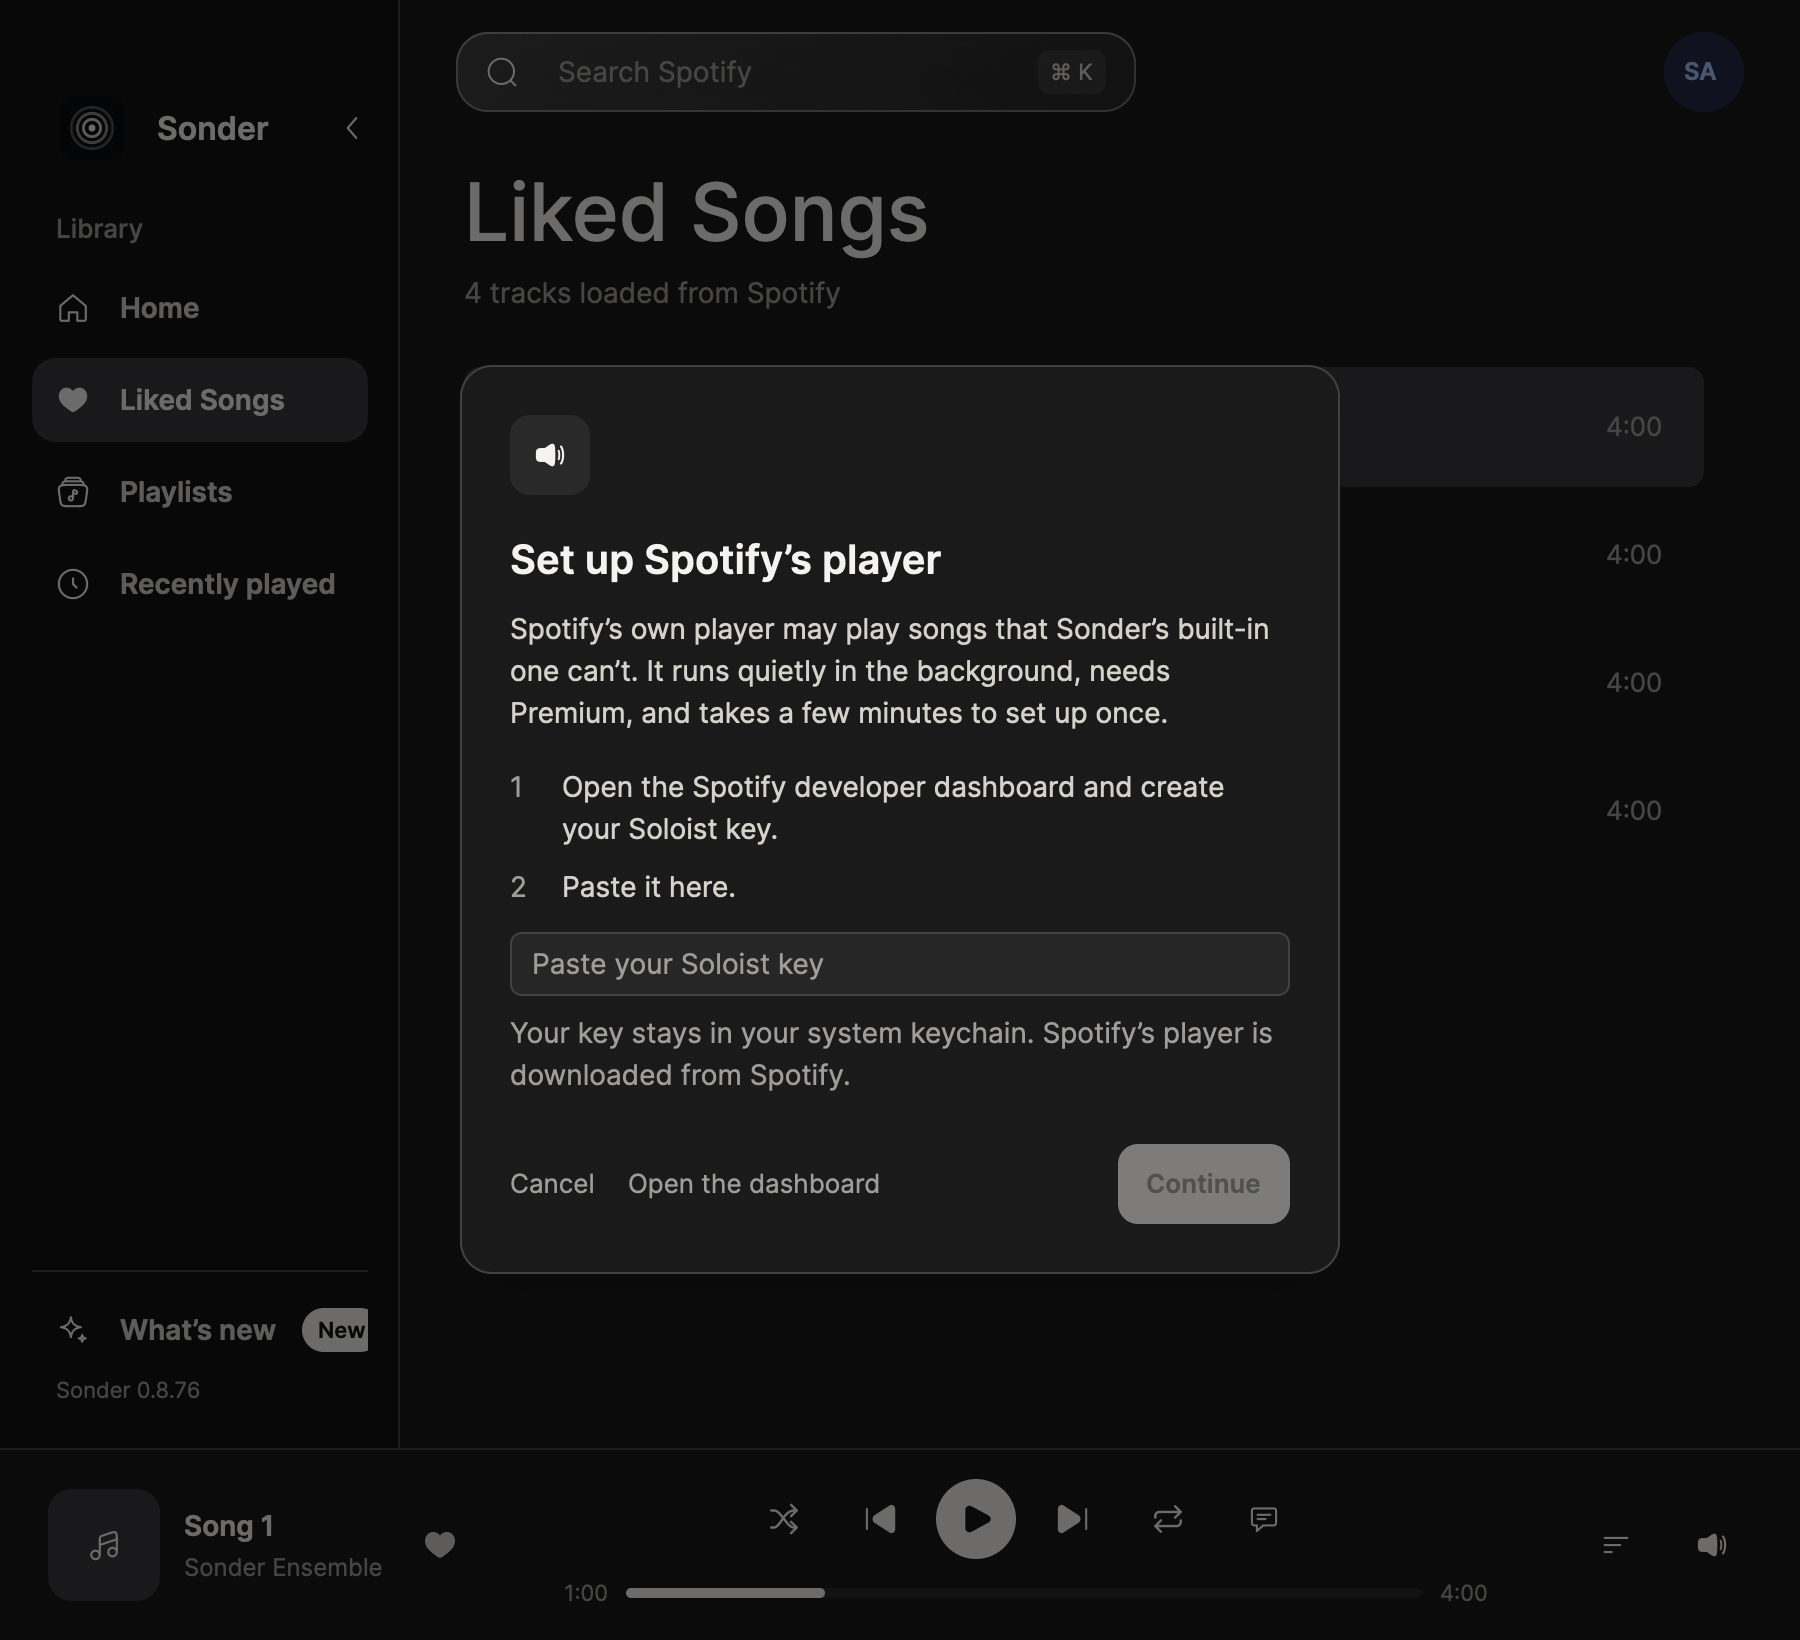 Search Spotify
⌘ K
SA
Sonder
Library
Home
Liked Songs
Playlists
Recently played
What’s new
New
Sonder 0.8.76
Liked Songs
4 tracks loaded from Spotify
4:00
4:00
4:00
4:00
Set up Spotify’s player
Spotify’s own player may play songs that Sonder’s built-in
one can’t. It runs quietly in the background, needs
Premium, and takes a few minutes to set up once.
1 Open the Spotify developer dashboard and create
your Soloist key.
2 Paste it here.
Paste your Soloist key
Your key stays in your system keychain. Spotify’s player is
downloaded from Spotify.
Cancel
Open the dashboard
Continue
Song 1
Sonder Ensemble
1:00
4:00